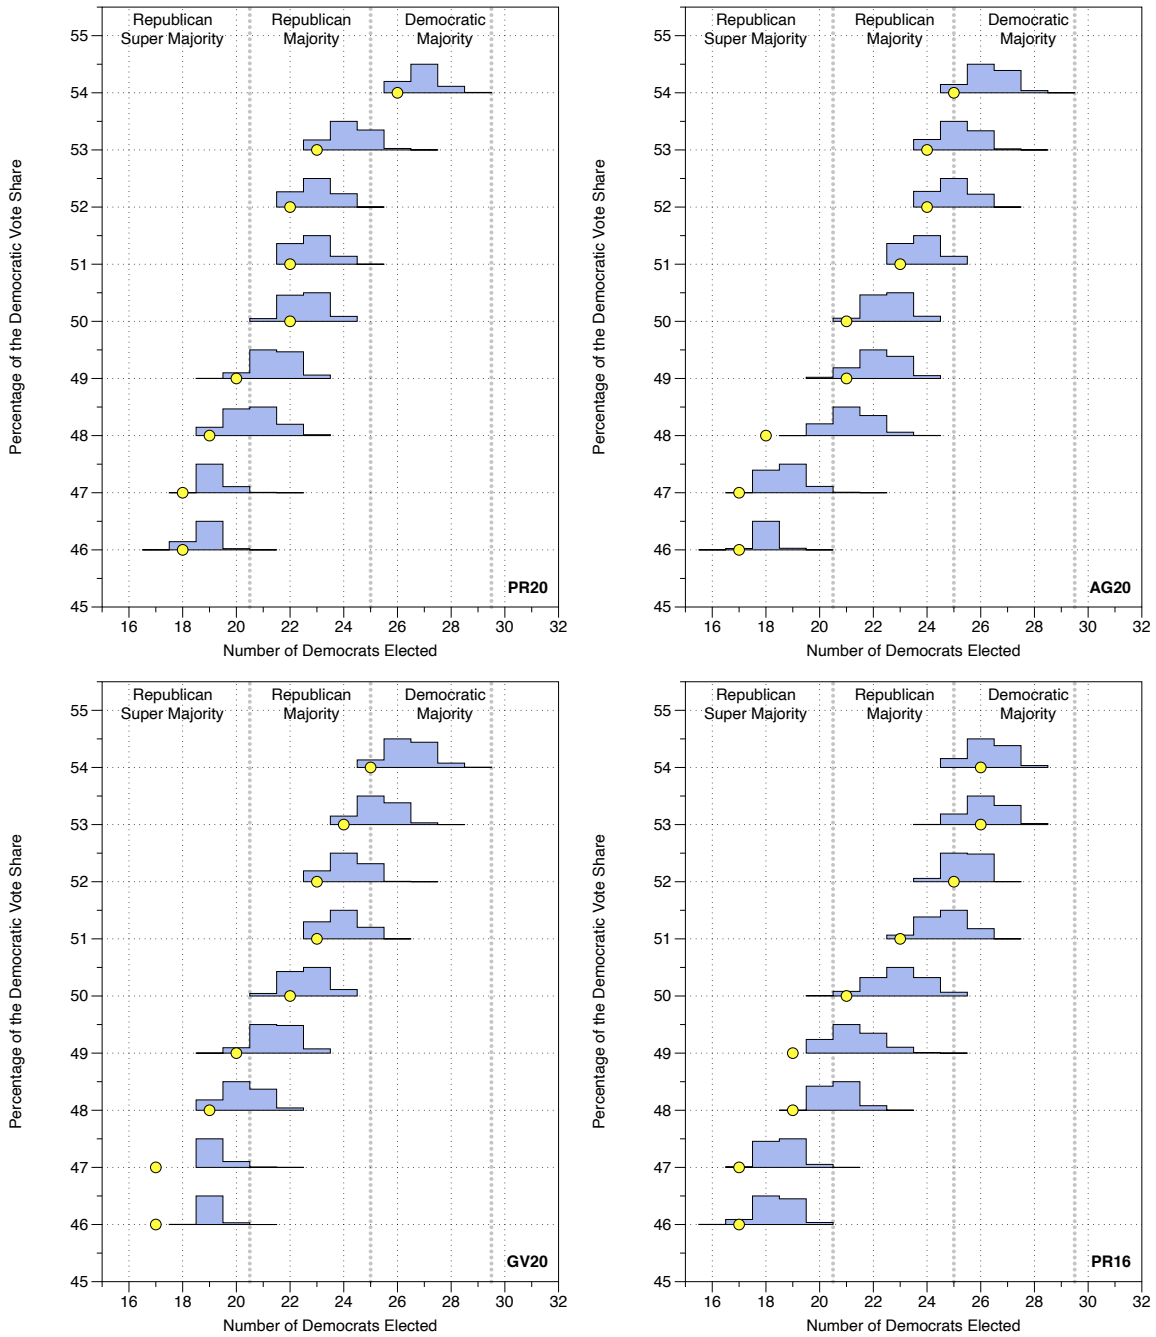 Republican Republican Democratic
Super Majority Majority Majority
55
54
53
52
51
50
49
48
47
46
45
Percentage of the Democratic Vote Share
PR20
16 18 20 22 24 26 28 30 32
Number of Democrats Elected
Republican Republican Democratic
Super Majority Majority Majority
55
54
53
52
51
50
49
48
47
46
45
Percentage of the Democratic Vote Share
AG20
16 18 20 22 24 26 28 30 32
Number of Democrats Elected
Republican Republican Democratic
Super Majority Majority Majority
55
54
53
52
51
50
49
48
47
46
45
Percentage of the Democratic Vote Share
GV20
16 18 20 22 24 26 28 30 32
Number of Democrats Elected
Republican Republican Democratic
Super Majority Majority Majority
55
54
53
52
51
50
49
48
47
46
45
Percentage of the Democratic Vote Share
PR16
16 18 20 22 24 26 28 30 32
Number of Democrats Elected